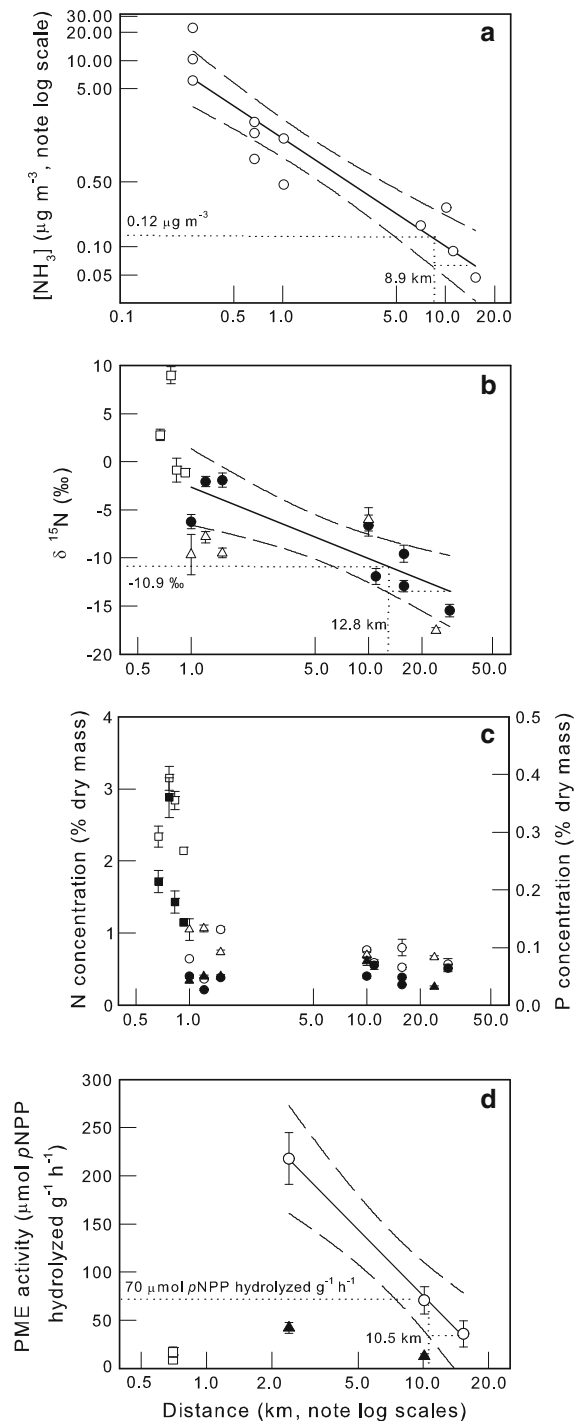 a
30.00
10.00
5.00
0.50
0.10
0.05
[NH3] (µg m-3, note log scale)
0.12 µg m-3
8.9 km
0.1 0.5 1.0 5.0 10.0 20.0
b
10
5
0
-5
-10
-15
-20
δ 15N (‰)
-10.9 ‰
12.8 km
0.5 1.0 5.0 10.0 50.0
c
4
3
2
1
0
N concentration (% dry mass)
0.5
0.4
0.3
0.2
0.1
0.0
P concentration (% dry mass)
0.5 1.0 5.0 10.0 50.0
d
300
250
200
150
100
50
0
PME activity (µmol pNPP
hydrolyzed g-1 h-1)
70 µmol pNPP hydrolyzed g-1 h-1
10.5 km
0.5 1.0 5.0 10.0 20.0
Distance (km, note log scales)